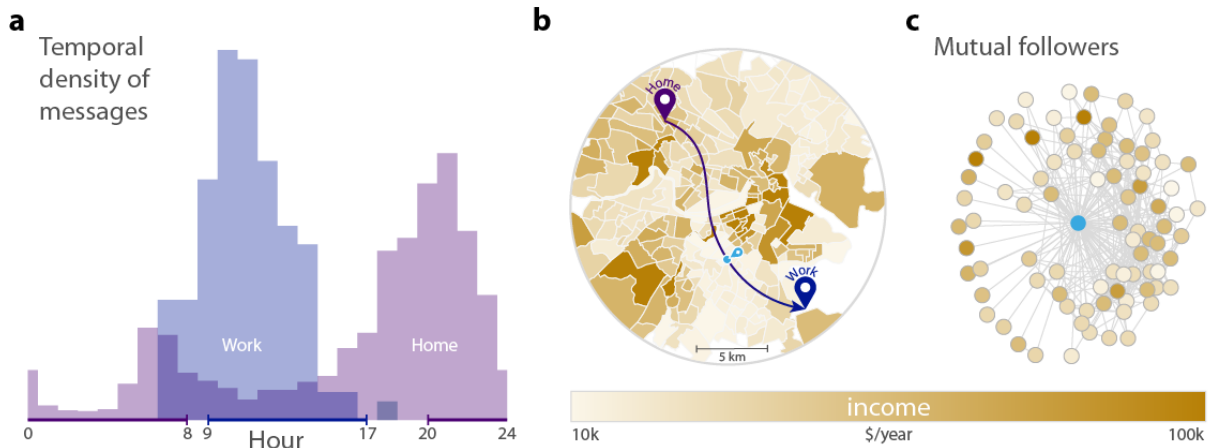 a
Temporal
density of
messages
Work
Home
0
8
9
17
20
24
Hour
b
Home
Work
5 km
c
Mutual followers
income
10k
$/year
100k